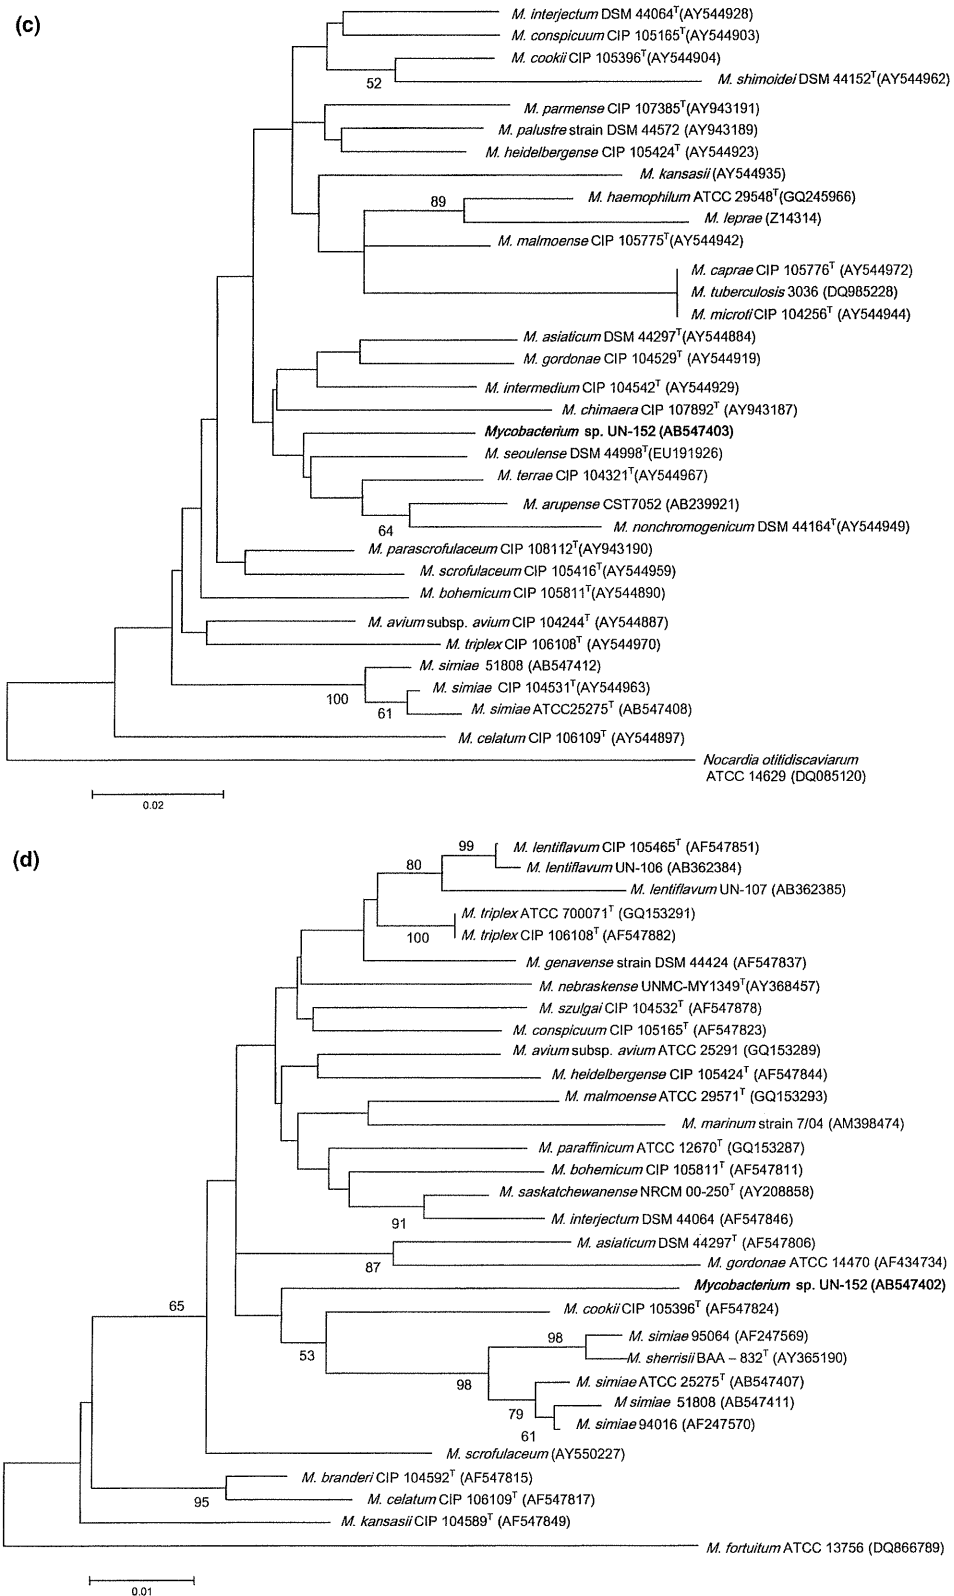 (c)
M. interjectum DSM 44064T(AY544928)
M. conspicuum CIP 105165T(AY544903)
M. cookii CIP 105396T(AY544904)
52
M. shimoidei DSM 44152T(AY544962)
M. parmense CIP 107385T(AY943191)
M. palustre strain DSM 44572 (AY943189)
M. heidelbergense CIP 105424T (AY544923)
M. kansasii (AY544935)
89
M. haemophilum ATCC 29548T(GQ245966)
M. leprae (Z14314)
M. malmoense CIP 105775T(AY544942)
M. caprae CIP 105776T (AY544972)
M. tuberculosis 3036 (DQ985228)
M. microti CIP 104256T (AY544944)
M. asiaticum DSM 44297T(AY544884)
M. gordonae CIP 104529T (AY544919)
M. intermedium CIP 104542T (AY544929)
M. chimaera CIP 107892T (AY943187)
Mycobacterium sp. UN-152 (AB547403)
M. seoulense DSM 44998T(EU191926)
M. terrae CIP 104321T(AY544967)
M. arupense CST7052 (AB239921)
64
M. nonchromogenicum DSM 44164T(AY544949)
M. parascrofulaceum CIP 108112T(AY943190)
M. scrofulaceum CIP 105416T(AY544959)
M. bohemicum CIP 105811T(AY544890)
M. avium subsp. avium CIP 104244T (AY544887)
M. triplex CIP 106108T (AY544970)
M. simiae 51808 (AB547412)
100
M. simiae CIP 104531T(AY544963)
61
M. simiae ATCC25275T (AB547408)
M. celatum CIP 106109T (AY544897)
Nocardia otitidiscaviarum
ATCC 14629 (DQ085120)
0.02
(d)
99
M. lentiflavum CIP 105465T (AF547851)
80
M. lentiflavum UN-106 (AB362384)
M. lentiflavum UN-107 (AB362385)
M. triplex ATCC 700071T (GQ153291)
100
M. triplex CIP 106108T (AF547882)
M. genavense strain DSM 44424 (AF547837)
M. nebraskense UNMC-MY1349T(AY368457)
M. szulgai CIP 104532T (AF547878)
M. conspicuum CIP 105165T (AF547823)
M. avium subsp. avium ATCC 25291 (GQ153289)
M. heidelbergense CIP 105424T (AF547844)
M. malmoense ATCC 29571T (GQ153293)
M. marinum strain 7/04 (AM398474)
M. paraffinicum ATCC 12670T (GQ153287)
M. bohemicum CIP 105811T (AF547811)
M. saskatchewanense NRCM 00-250T (AY208858)
91
M. interjectum DSM 44064 (AF547846)
M. asiaticum DSM 44297T (AF547806)
87
M. gordonae ATCC 14470 (AF434734)
Mycobacterium sp. UN-152 (AB547402)
65
M. cookii CIP 105396T (AF547824)
98
M. simiae 95064 (AF247569)
53
M. sherrisii BAA – 832T (AY365190)
98
M. simiae ATCC 25275T (AB547407)
79
M simiae 51808 (AB547411)
61
M. simiae 94016 (AF247570)
M. scrofulaceum (AY550227)
M. branderi CIP 104592T (AF547815)
95
M. celatum CIP 106109T (AF547817)
M. kansasii CIP 104589T (AF547849)
M. fortuitum ATCC 13756 (DQ866789)
0.01